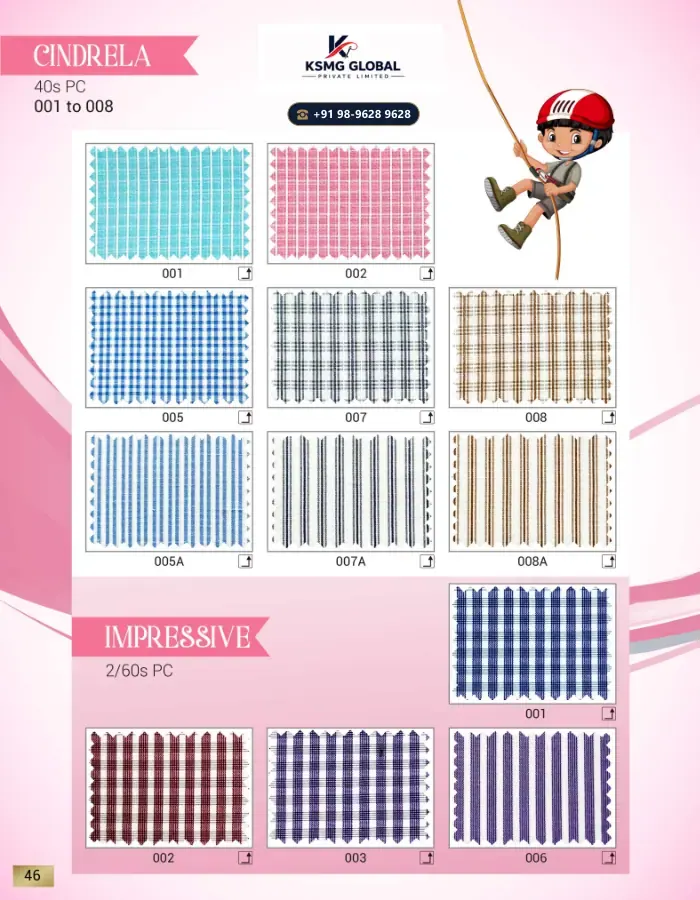 CINDRELA
40s PC
001 to 008
KSMG GLOBAL
PRIVATE LIMITED
+91 98-9628 9628
001
002
005
007
008
005A
007A
008A
IMPRESSIVE
2/60s PC
001
002
003
006
46